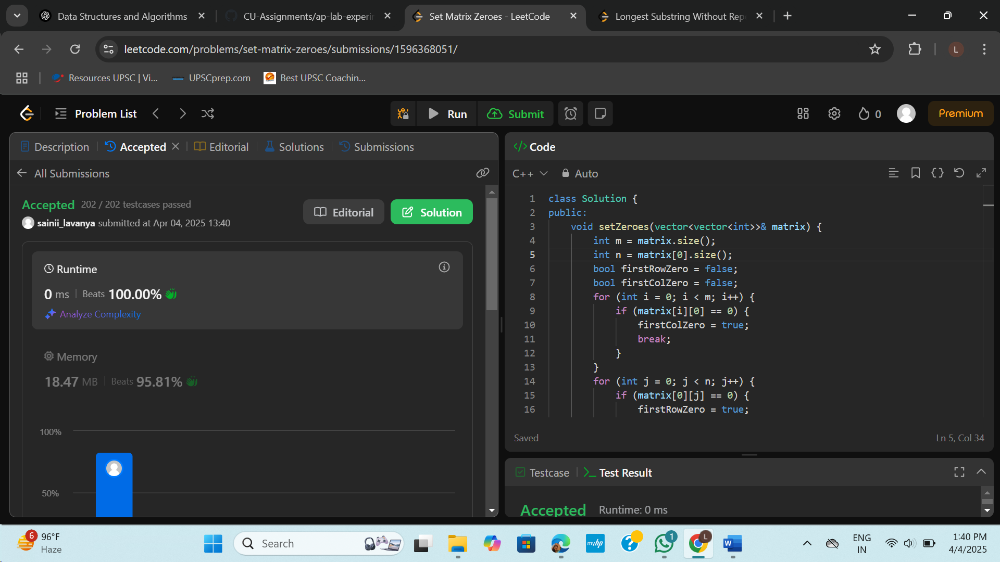 Data Structures and Algorithms
CU-Assignments/ap-lab-experin
Set Matrix Zeroes - LeetCode
Longest Substring Without Rep
leetcode.com/problems/set-matrix-zeroes/submissions/1596368051/
L
Resources UPSC | Vi...
UPSCprep.com
Best UPSC Coachin...
Problem List
Run
Submit
0
Premium
Description
Accepted
Editorial
Solutions
Submissions
All Submissions
Accepted 202 / 202 testcases passed
sainii_lavanya submitted at Apr 04, 2025 13:40
Editorial
Solution
Runtime
0 ms
Beats 100.00%
Analyze Complexity
Memory
18.47 MB
Beats 95.81%
100%
50%
</> Code
C++
Auto
1 class Solution {
2 public:
3 void setZeroes(vector<vector<int>>& matrix) {
4 int m = matrix.size();
5 int n = matrix[0].size();
6 bool firstRowZero = false;
7 bool firstColZero = false;
8 for (int i = 0; i < m; i++) {
9 if (matrix[i][0] == 0) {
10 firstColZero = true;
11 break;
12 }
13 }
14 for (int j = 0; j < n; j++) {
15 if (matrix[0][j] == 0) {
16 firstRowZero = true;
Saved
Ln 5, Col 34
Testcase
Test Result
Accepted
Runtime: 0 ms
6
96°F
Haze
Search
myhp
1
L
ENG
IN
1:40 PM
4/4/2025